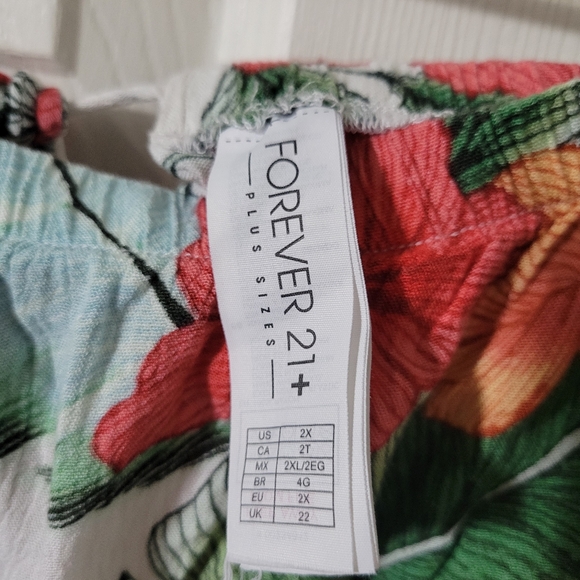 FOREVER 21+
PLUS SIZES
US 2X
CA 2T
MX 2XL/2EG
BR 4G
EU 2X
UK 22